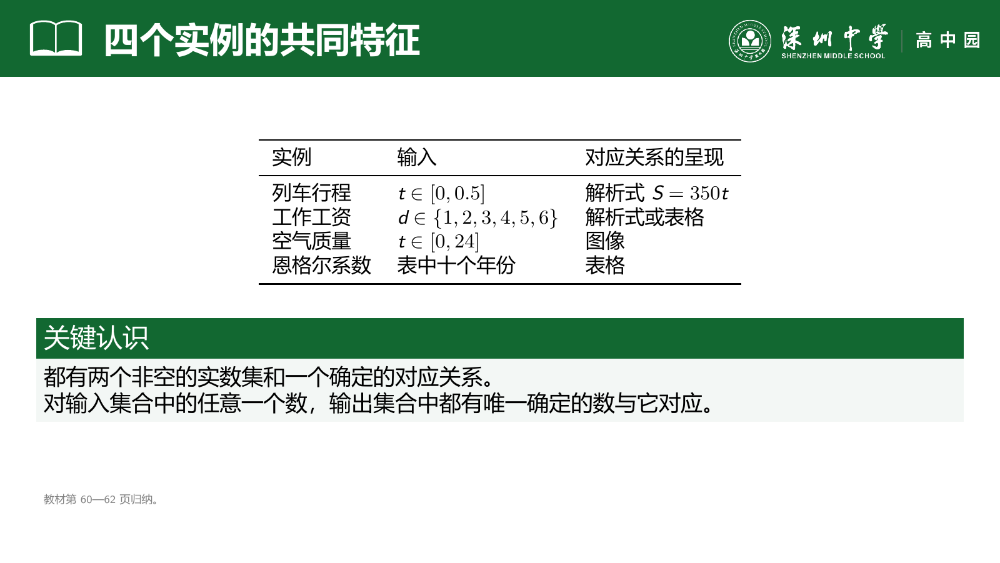 四个实例的共同特征
深圳中学
SHENZHEN MIDDLE SCHOOL
高中园
实例 输入 对应关系的呈现
列车行程 t ∈ [0, 0.5] 解析式 S = 350t
工作工资 d ∈ {1, 2, 3, 4, 5, 6} 解析式或表格
空气质量 t ∈ [0, 24] 图像
恩格尔系数 表中十个年份 表格
关键认识
都有两个非空的实数集和一个确定的对应关系。
对输入集合中的任意一个数，输出集合中都有唯一确定的数与它对应。
教材第 60—62 页归纳。